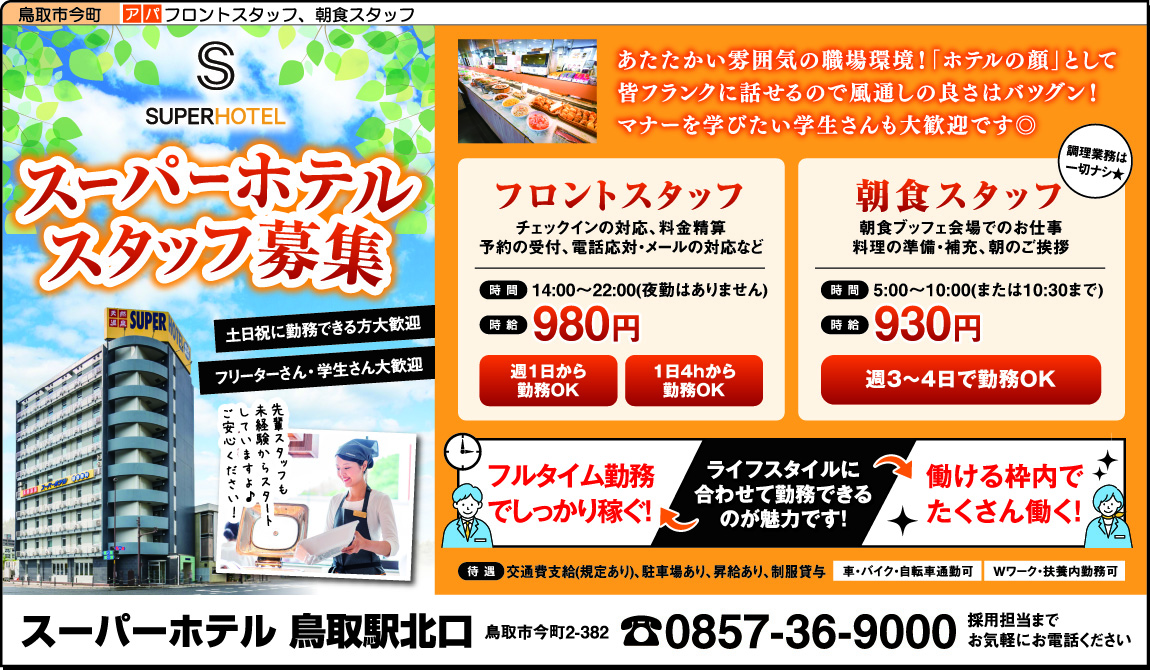 鳥取市今町 アパ フロントスタッフ、朝食スタッフ
S
SUPERHOTEL
スーパーホテル
スタッフ募集
土日祝に勤務できる方大歓迎
フリーターさん・学生さん大歓迎
天然温泉 SUPER HOTEL
先輩スタッフも
未経験からスタート
していますよ♪
ご安心ください！
あたたかい雰囲気の職場環境！「ホテルの顔」として
皆フランクに話せるので風通しの良さはバツグン！
マナーを学びたい学生さんも大歓迎です◎
フロントスタッフ
チェックインの対応、料金精算
予約の受付、電話応対・メールの対応など
時間 14:00〜22:00(夜勤はありません)
時給 980円
週1日から
勤務OK
1日4hから
勤務OK
調理業務は
一切ナシ★
朝食スタッフ
朝食ブッフェ会場でのお仕事
料理の準備・補充、朝のご挨拶
時間 5:00〜10:00(または10:30まで)
時給 930円
週3〜4日で勤務OK
フルタイム勤務
でしっかり稼ぐ！
ライフスタイルに
合わせて勤務できる
のが魅力です！
働ける枠内で
たくさん働く！
待遇 交通費支給(規定あり)、駐車場あり、昇給あり、制服貸与 車・バイク・自転車通勤可 Wワーク・扶養内勤務可
スーパーホテル 鳥取駅北口 鳥取市今町2-382 ☎0857-36-9000
採用担当まで
お気軽にお電話ください